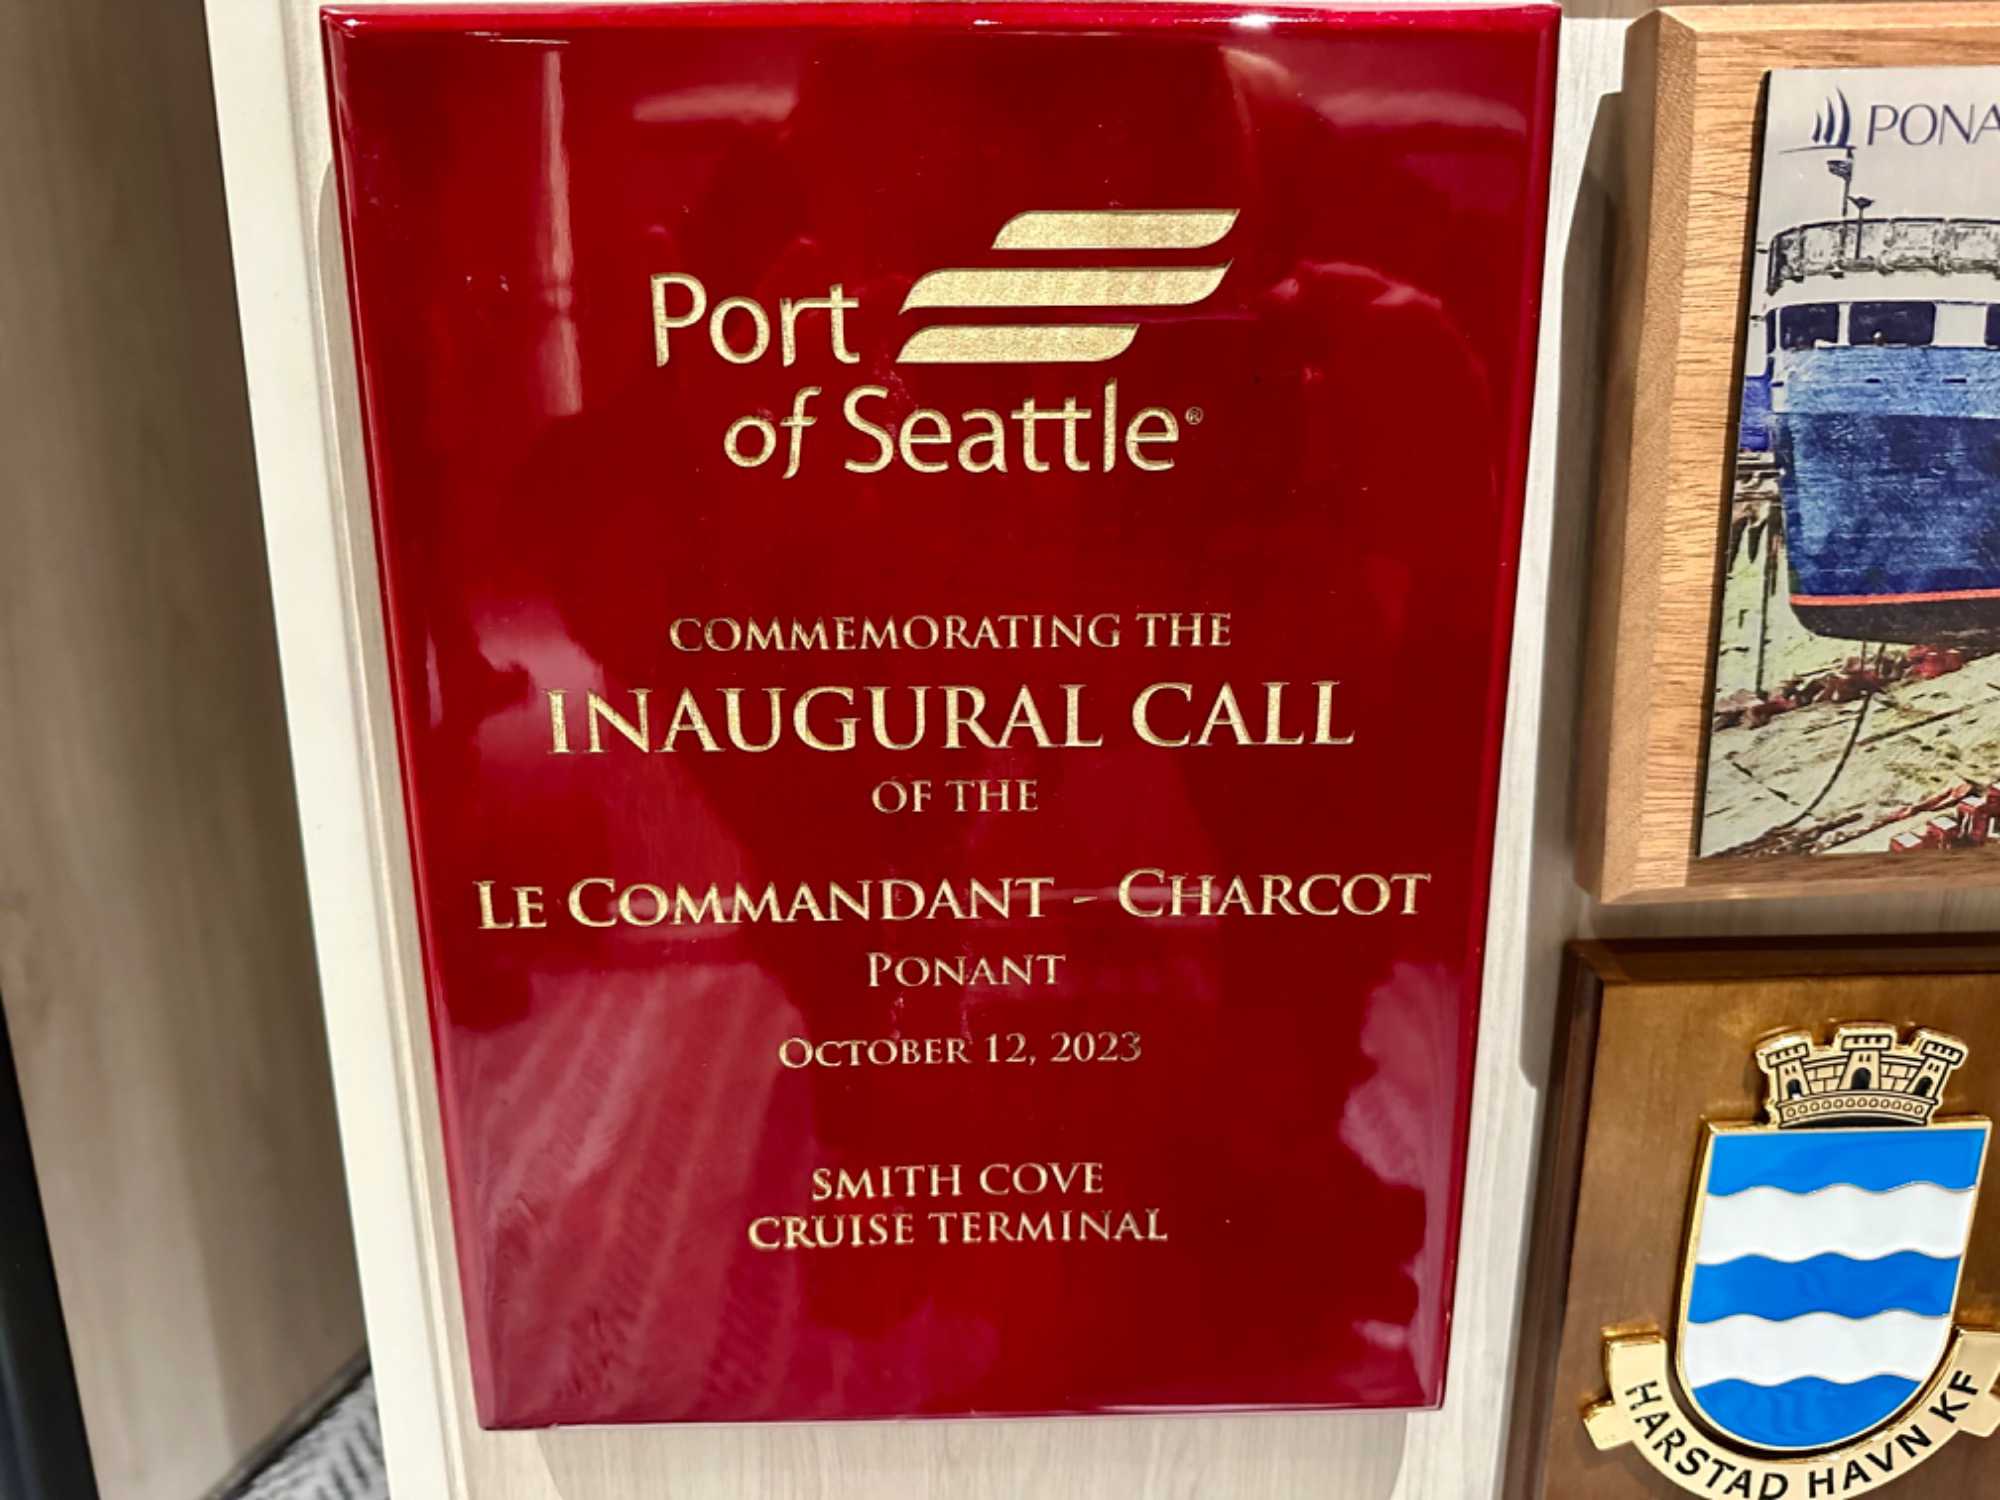 Port
of Seattle®
COMMEMORATING THE
INAUGURAL CALL
OF THE
LE COMMANDANT - CHARCOT
PONANT
OCTOBER 12, 2023
SMITH COVE
CRUISE TERMINAL
PONA
HARSTAD HAVN KF